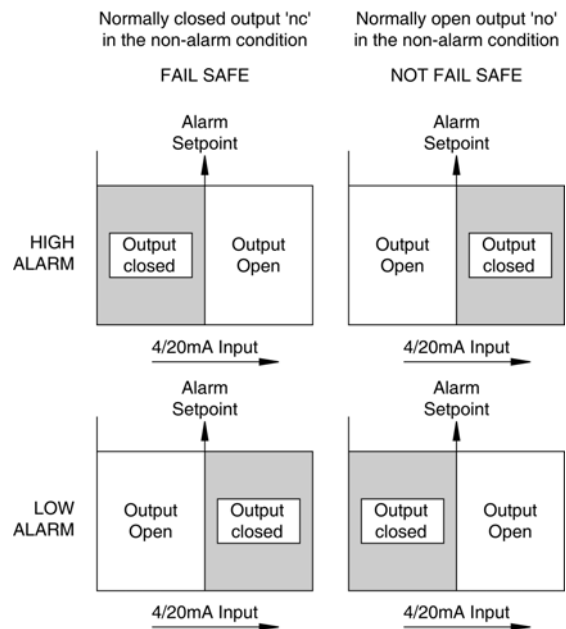 Normally closed output 'nc'
in the non-alarm condition
FAIL SAFE
Normally open output 'no'
in the non-alarm condition
NOT FAIL SAFE
HIGH
ALARM
Alarm
Setpoint
Output
closed
Output
Open
4/20mA Input
Alarm
Setpoint
Output
Open
Output
closed
4/20mA Input
LOW
ALARM
Alarm
Setpoint
Output
Open
Output
closed
4/20mA Input
Alarm
Setpoint
Output
closed
Output
Open
4/20mA Input